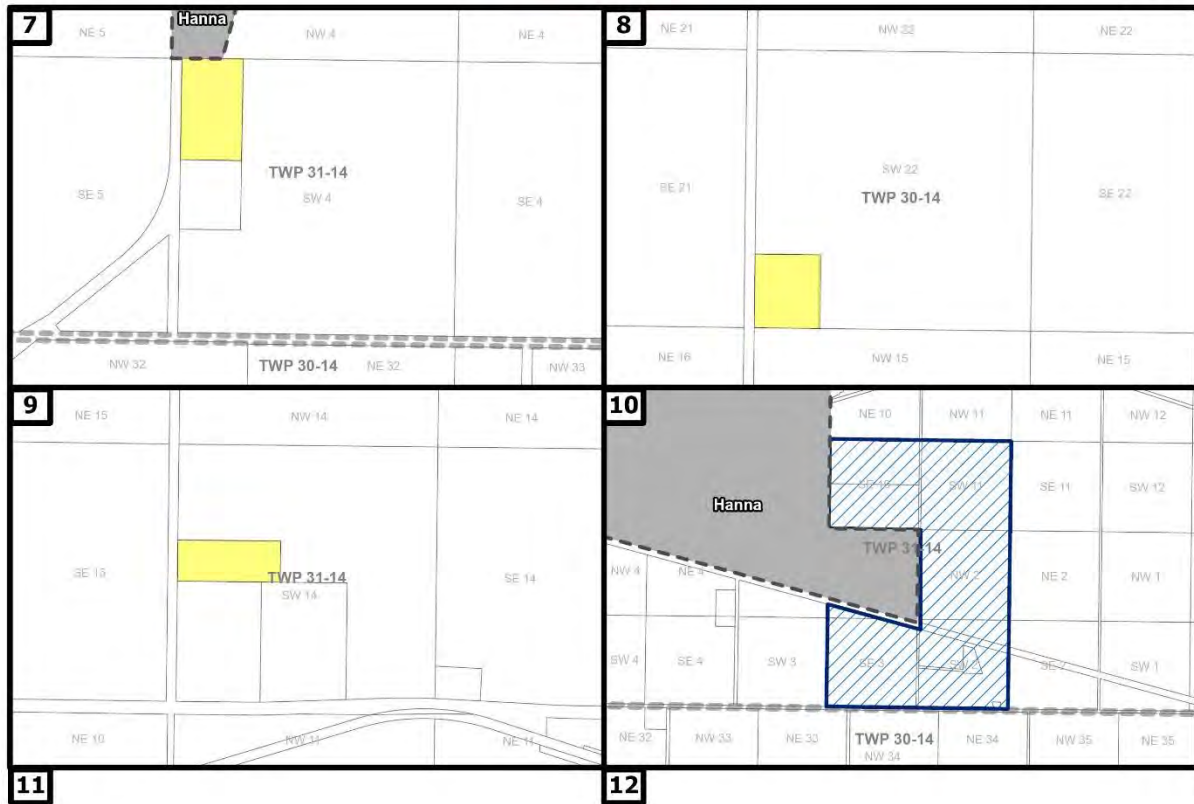 7
Hanna
NE 5
NW 4
NE 4
TWP 31-14
SE 5
SW 4
SE 4
NW 32
TWP 30-14
NE 32
NW 33
8
NE 21
NW 22
NE 22
SW 22
SE 21
TWP 30-14
SE 22
NE 16
NW 15
NE 15
9
NE 15
NW 14
NE 14
SE 15
TWP 31-14
SW 14
SE 14
NE 10
NW 11
NE 11
10
NE 10
NW 11
NE 11
NW 12
SE 10
SW 11
SE 11
SW 12
Hanna
TWP 31-14
NW 4
NE 4
NW 2
NE 2
NW 1
SW 4
SE 4
SW 3
SE 3
SW 2
SE 2
SW 1
NE 32
NW 33
NE 33
TWP 30-14
NW 34
NE 34
NW 35
NE 35
11
12